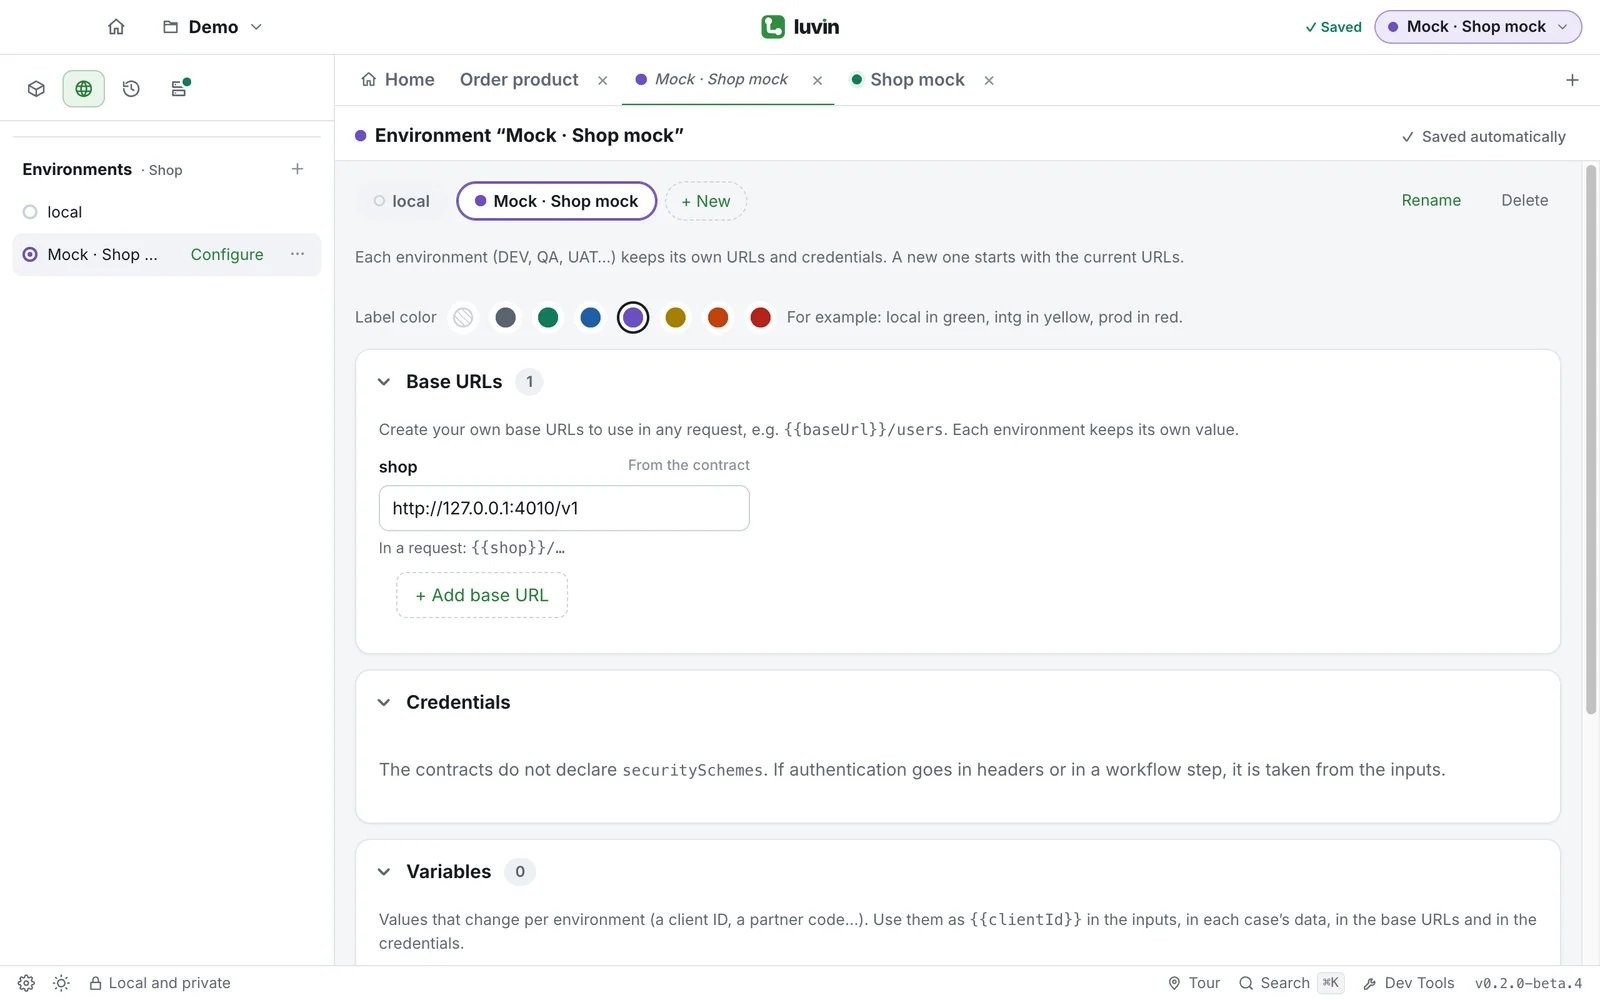 Demo
luvin
Saved
Mock · Shop mock
Home
Order product
Mock · Shop mock
Shop mock
Environment “Mock · Shop mock”
Saved automatically
Environments · Shop
local
Mock · Shop ...
Configure
local
Mock · Shop mock
+ New
Rename
Delete
Each environment (DEV, QA, UAT...) keeps its own URLs and credentials. A new one starts with the current URLs.
Label color
For example: local in green, intg in yellow, prod in red.
Base URLs 1
Create your own base URLs to use in any request, e.g. {{baseUrl}}/users. Each environment keeps its own value.
shop
From the contract
http://127.0.0.1:4010/v1
In a request: {{shop}}/…
+ Add base URL
Credentials
The contracts do not declare securitySchemes. If authentication goes in headers or in a workflow step, it is taken from the inputs.
Variables 0
Values that change per environment (a client ID, a partner code...). Use them as {{clientId}} in the inputs, in each case’s data, in the base URLs and in the
credentials.
Local and private
Tour
Search ⌘K
Dev Tools
v0.2.0-beta.4